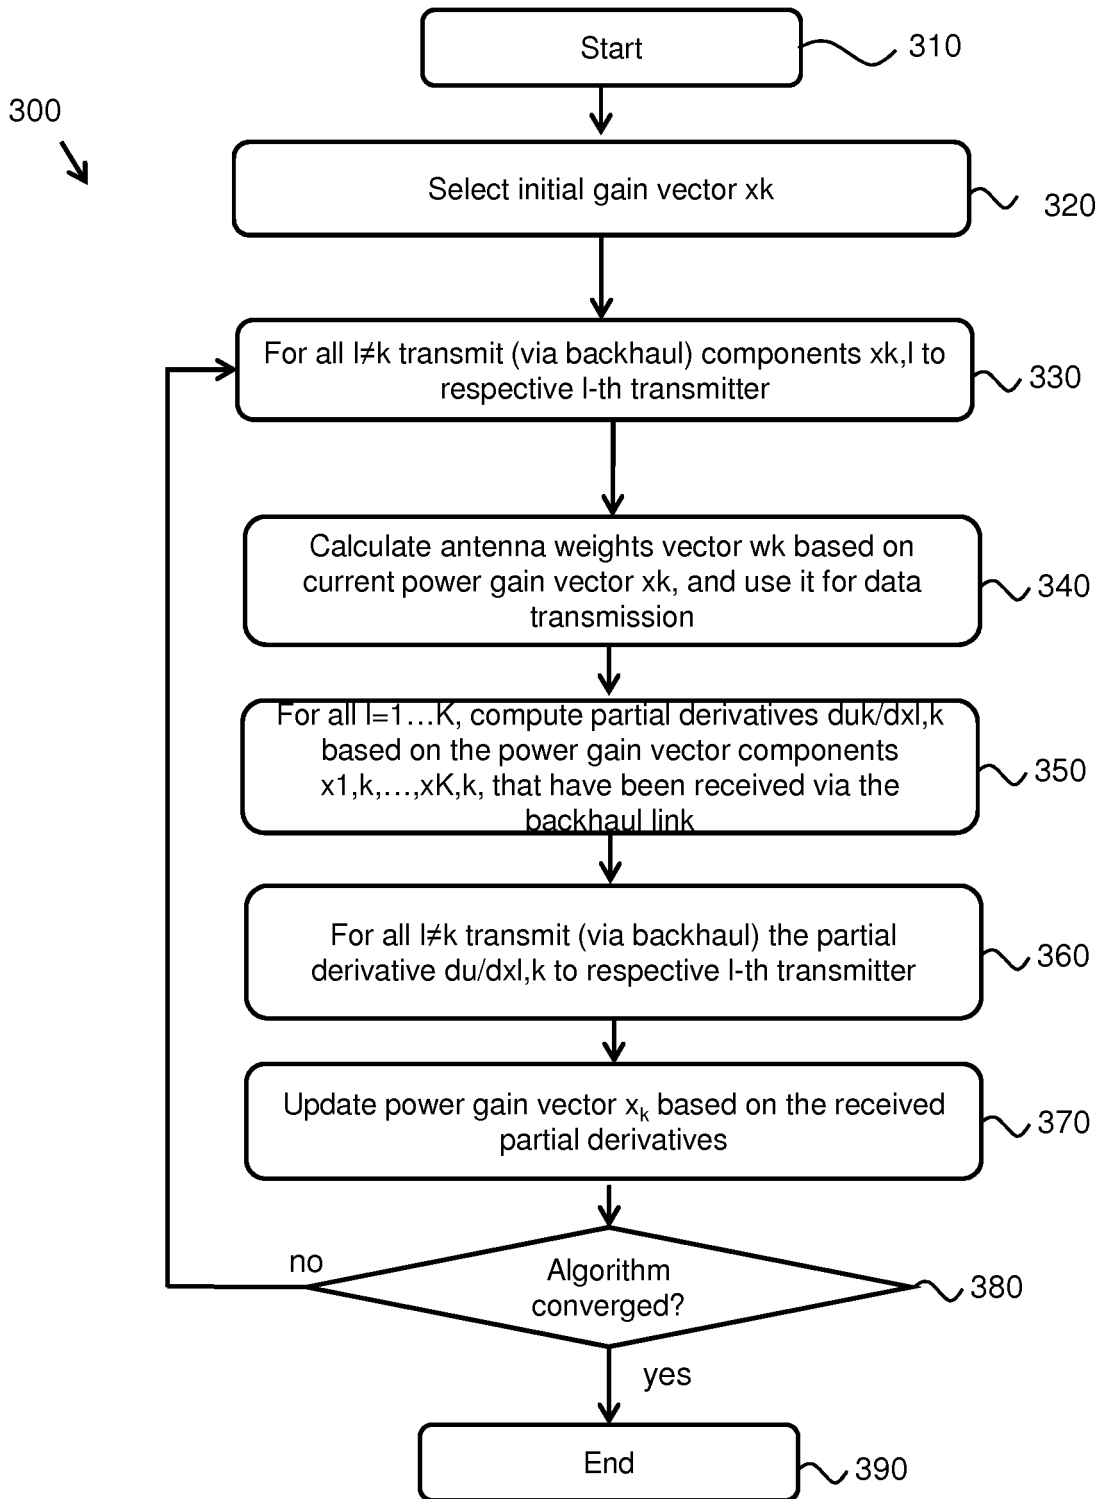 Start
310
300
Select initial gain vector xk
320
For all l≠k transmit (via backhaul) components xk,l to
respective l-th transmitter
330
Calculate antenna weights vector wk based on
current power gain vector xk, and use it for data
transmission
340
For all l=1…K, compute partial derivatives duk/dxl,k
based on the power gain vector components
x1,k,…,xK,k, that have been received via the
backhaul link
350
For all l≠k transmit (via backhaul) the partial
derivative du/dxl,k to respective l-th transmitter
360
Update power gain vector xₖ based on the received
partial derivatives
370
no
Algorithm
converged?
380
yes
End
390